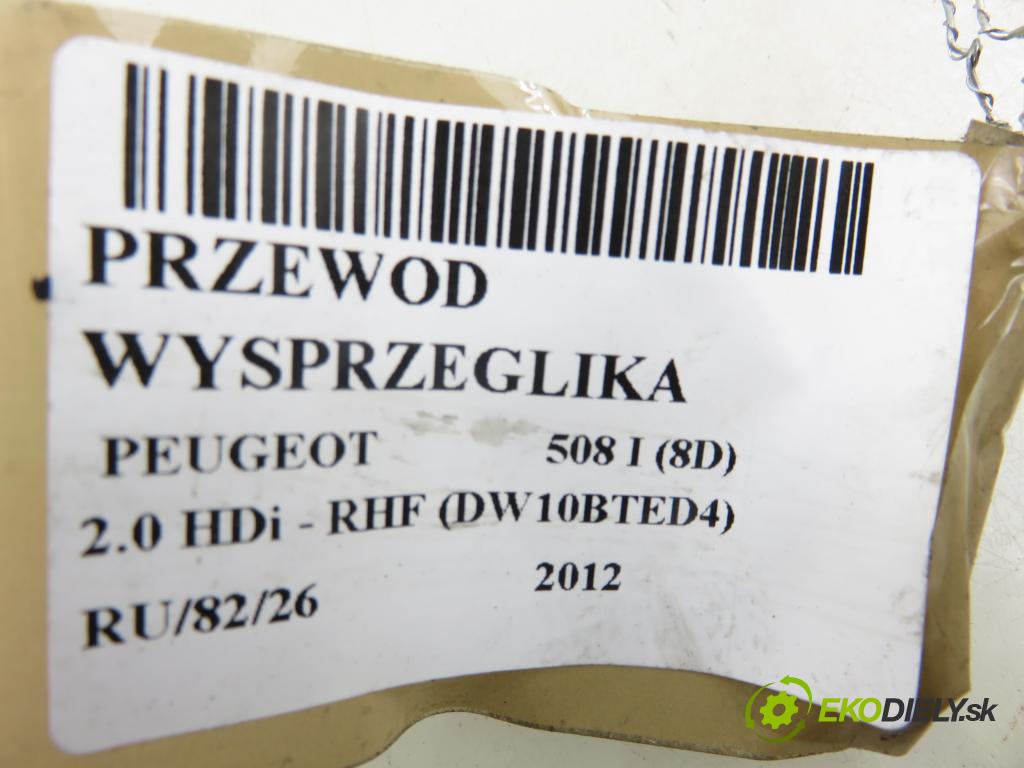 PRZEWOD
WYSPRZEGLIKA
PEUGEOT 508 I (8D)
2.0 HDi - RHF (DW10BTED4)
2012
RU/82/26
EKODIELY.sk